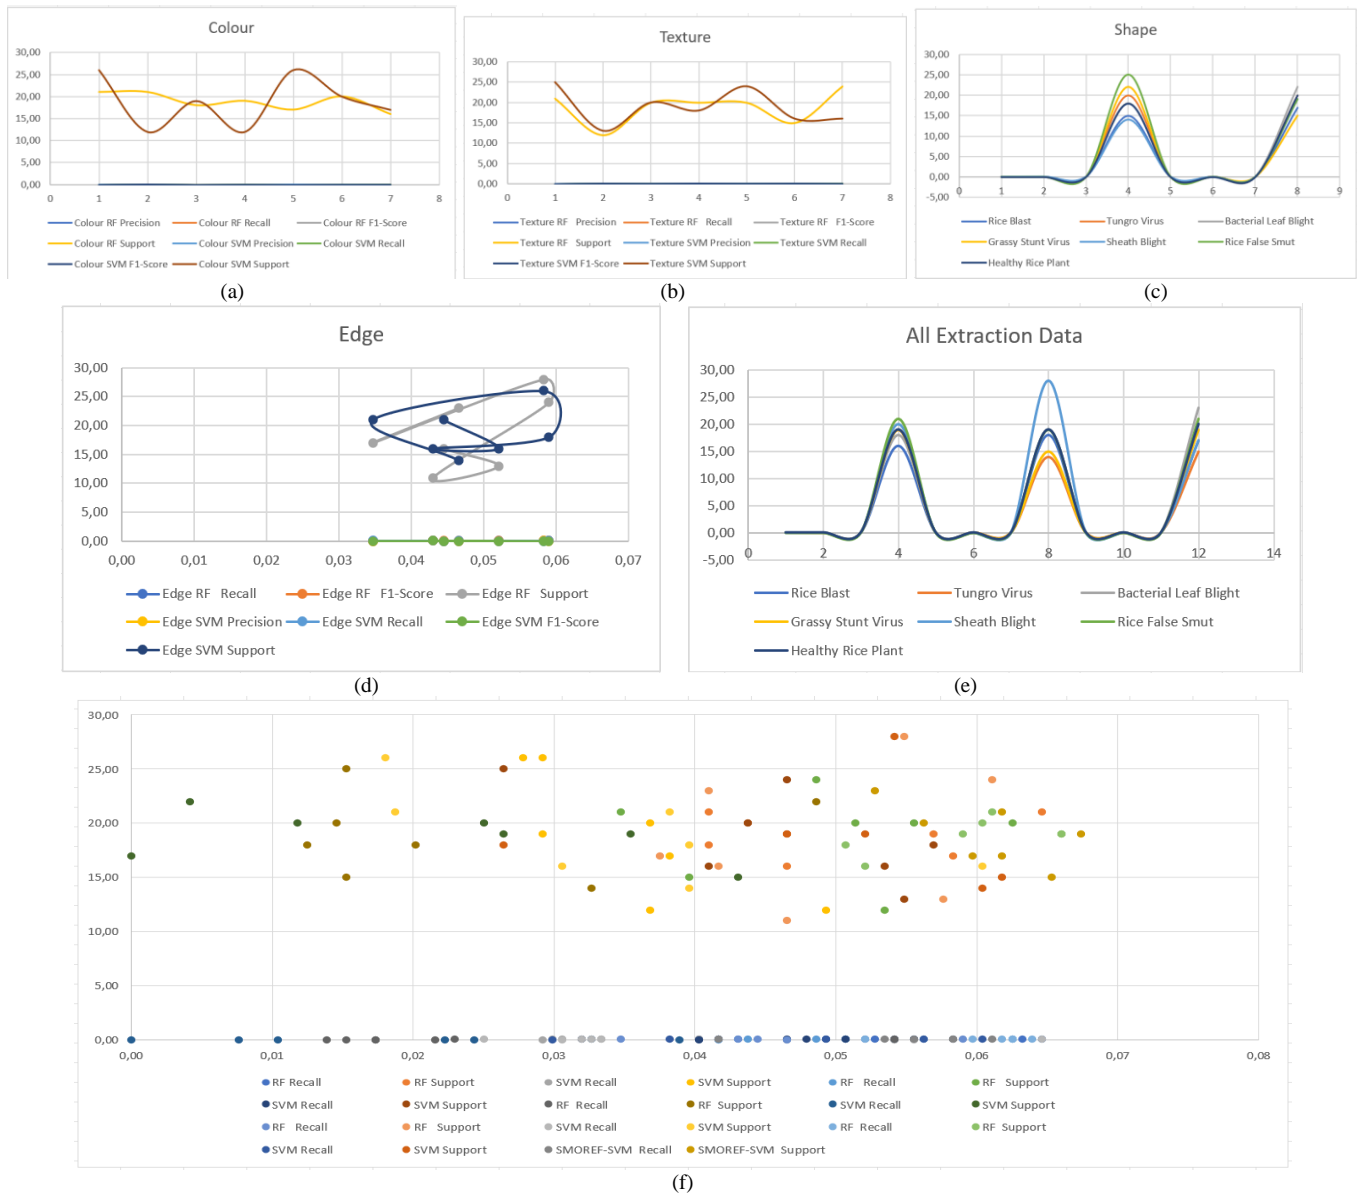 Colour
30,00
25,00
20,00
15,00
10,00
5,00
0,00
0 1 2 3 4 5 6 7 8
Colour RF Precision Colour RF Recall Colour RF F1-Score
Colour RF Support Colour SVM Precision Colour SVM Recall
Colour SVM F1-Score Colour SVM Support
(a)
Texture
30,00
25,00
20,00
15,00
10,00
5,00
0,00
0 1 2 3 4 5 6 7 8
Texture RF Precision Texture RF Recall Texture RF F1-Score
Texture RF Support Texture SVM Precision Texture SVM Recall
Texture SVM F1-Score Texture SVM Support
(b)
Shape
30,00
25,00
20,00
15,00
10,00
5,00
0,00
-5,00
0 1 2 3 4 5 6 7 8 9
Rice Blast Tungro Virus Bacterial Leaf Blight
Grassy Stunt Virus Sheath Blight Rice False Smut
Healthy Rice Plant
(c)
Edge
30,00
25,00
20,00
15,00
10,00
5,00
0,00
0,00 0,01 0,02 0,03 0,04 0,05 0,06 0,07
Edge RF Recall Edge RF F1-Score Edge RF Support
Edge SVM Precision Edge SVM Recall Edge SVM F1-Score
Edge SVM Support
(d)
All Extraction Data
30,00
25,00
20,00
15,00
10,00
5,00
0,00
-5,00
0 2 4 6 8 10 12 14
Rice Blast Tungro Virus Bacterial Leaf Blight
Grassy Stunt Virus Sheath Blight Rice False Smut
Healthy Rice Plant
(e)
30,00
25,00
20,00
15,00
10,00
5,00
0,00
0,00 0,01 0,02 0,03 0,04 0,05 0,06 0,07 0,08
RF Recall RF Support SVM Recall SVM Support RF Recall RF Support
SVM Recall SVM Support RF Recall RF Support SVM Recall SVM Support
RF Recall RF Support SVM Recall SVM Support RF Recall RF Support
SVM Recall SVM Support SMOREF-SVM Recall SMOREF-SVM Support
(f)